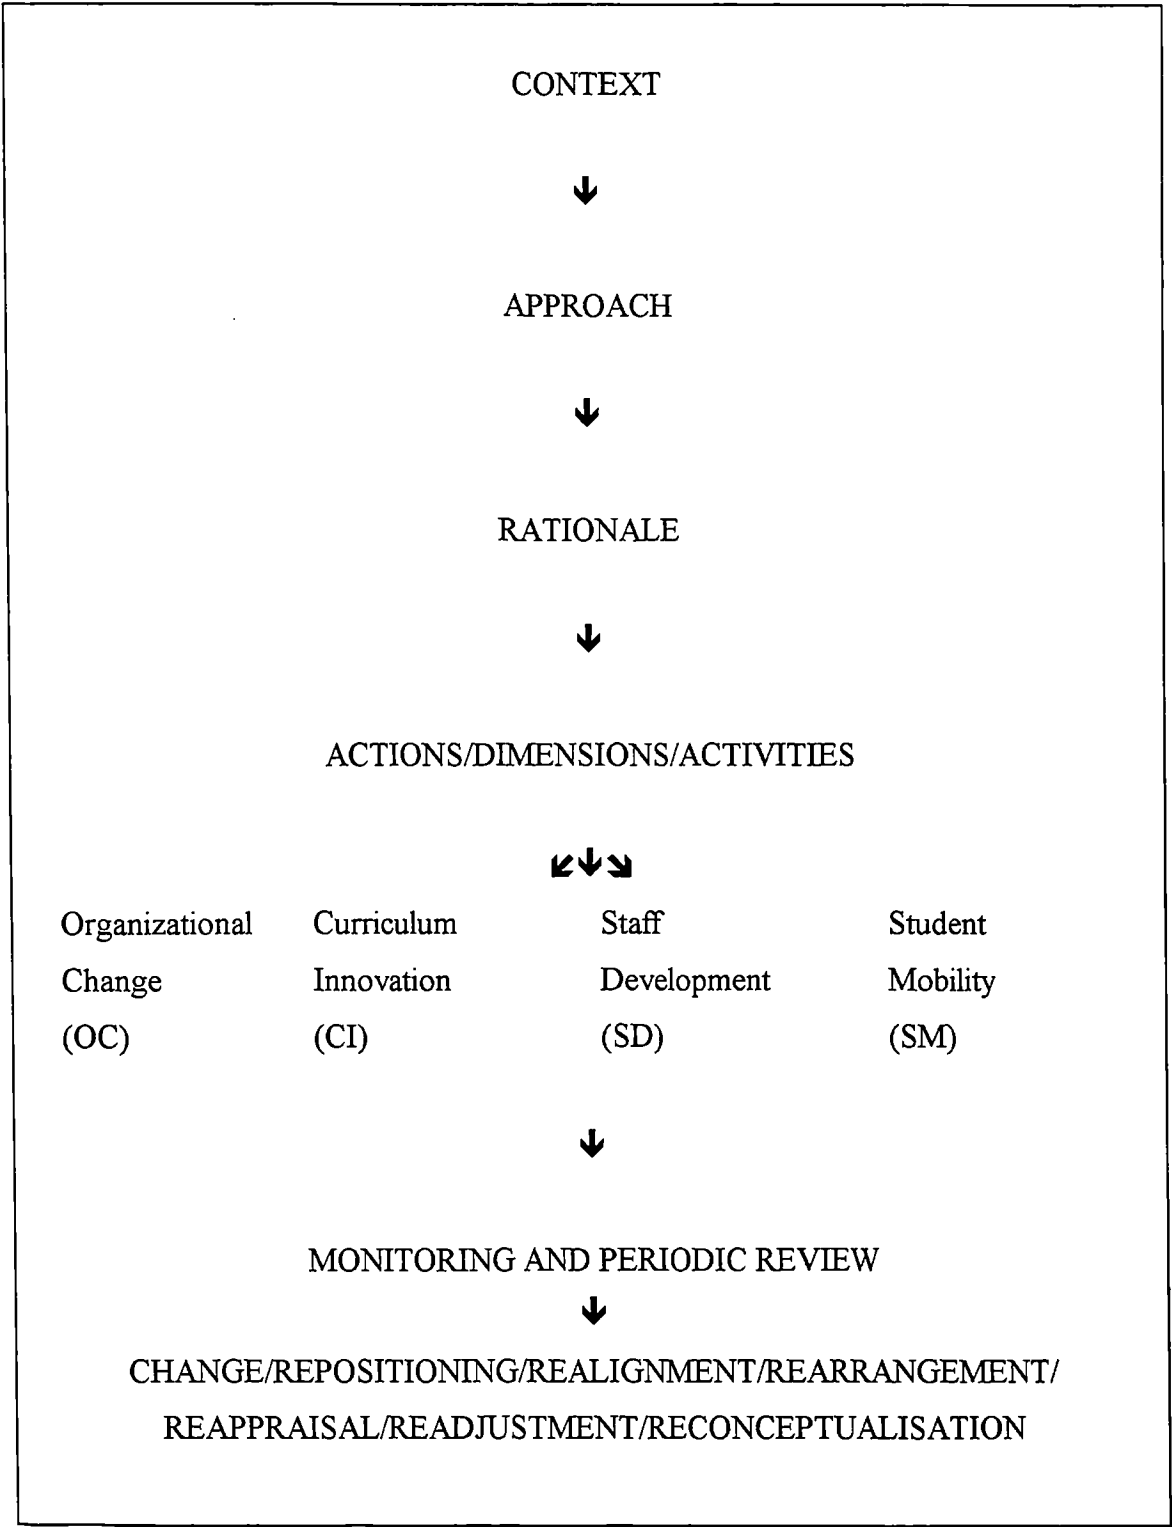 CONTEXT
APPROACH
RATIONALE
ACTIONS/DIMENSIONS/ACTIVITIES
Organizational Curriculum Staff Student
Change Innovation Development Mobility
(OC) (CI) (SD) (SM)
MONITORING AND PERIODIC REVIEW
CHANGE/REPOSITIONING/REALIGNMENT/REARRANGEMENT/
REAPPRAISAL/READJUSTMENT/RECONCEPTUALISATION